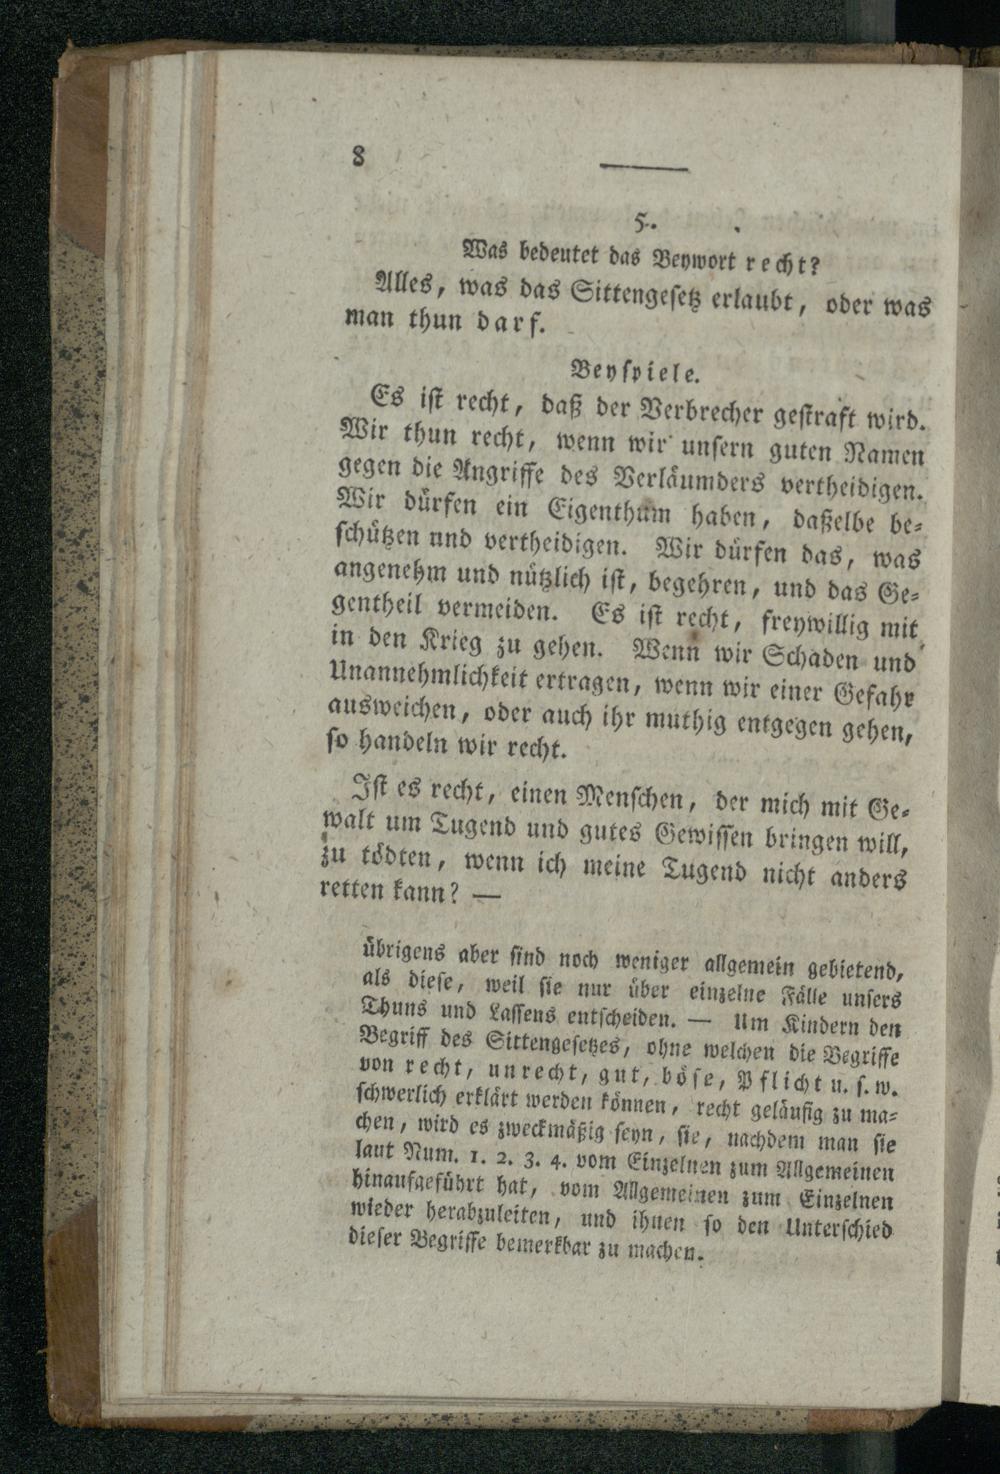 8
5.
Was bedeutet das Beywort recht?
Alles, was das Sittengesetz erlaubt, oder was
man thun darf.
Beyspiele.
Es ist recht, daß der Verbrecher gestraft wird.
Wir thun recht, wenn wir unsern guten Namen
gegen die Angriffe des Verläumders vertheidigen.
Wir dürfen ein Eigenthum haben, daßelbe be-
schützen und vertheidigen. Wir dürfen das, was
angenehm und nützlich ist, begehren, und das Ge-
gentheil vermeiden. Es ist recht, freywillig mit
in den Krieg zu gehen. Wenn wir Schaden und
Unannehmlichkeit ertragen, wenn wir einer Gefahr
ausweichen, oder auch ihr muthig entgegen gehen,
so handeln wir recht.
Ist es recht, einen Menschen, der mich mit Ge-
walt um Tugend und gutes Gewissen bringen will,
zu tödten, wenn ich meine Tugend nicht anders
retten kann? —
übrigens aber sind noch weniger allgemein gebietend,
als diese, weil sie nur über einzelne Fälle unsers
Thuns und Lassens entscheiden. — Um Kindern den
Begriff des Sittengesetzes, ohne welchen die Begriffe
von recht, unrecht, gut, böse, Pflicht u. s. w.
schwerlich erklärt werden können, recht geläufig zu ma-
chen, wird es zweckmäßig seyn, sie, nachdem man sie
laut Num. 1. 2. 3. 4. vom Einzelnen zum Allgemeinen
hinaufgeführt hat, vom Allgemeinen zum Einzelnen
wieder herabzuleiten, und ihnen so den Unterschied
dieser Begriffe bemerkbar zu machen.